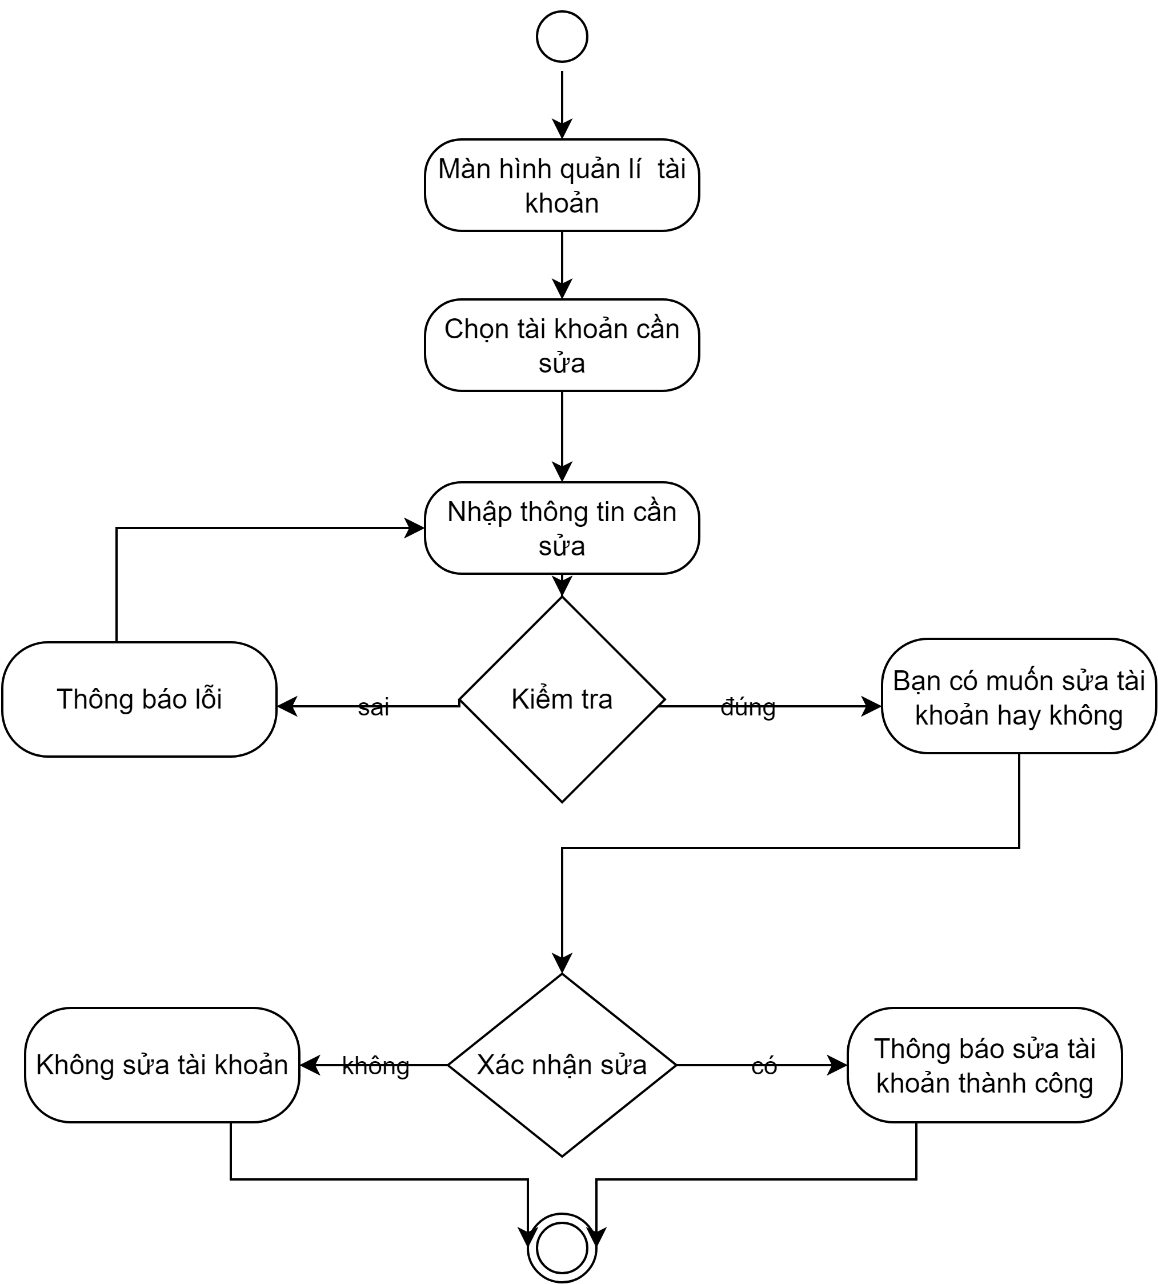 Màn hình quản lí  tài
khoản
Chọn tài khoản cần
sửa
Nhập thông tin cần
sửa
Thông báo lỗi
sai
Kiểm tra
đúng
Bạn có muốn sửa tài
khoản hay không
Không sửa tài khoản
không
Xác nhận sửa
có
Thông báo sửa tài
khoản thành công